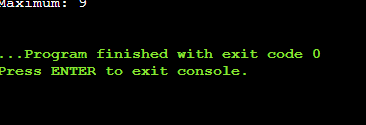 Maximum: 9
...Program finished with exit code 0
Press ENTER to exit console.